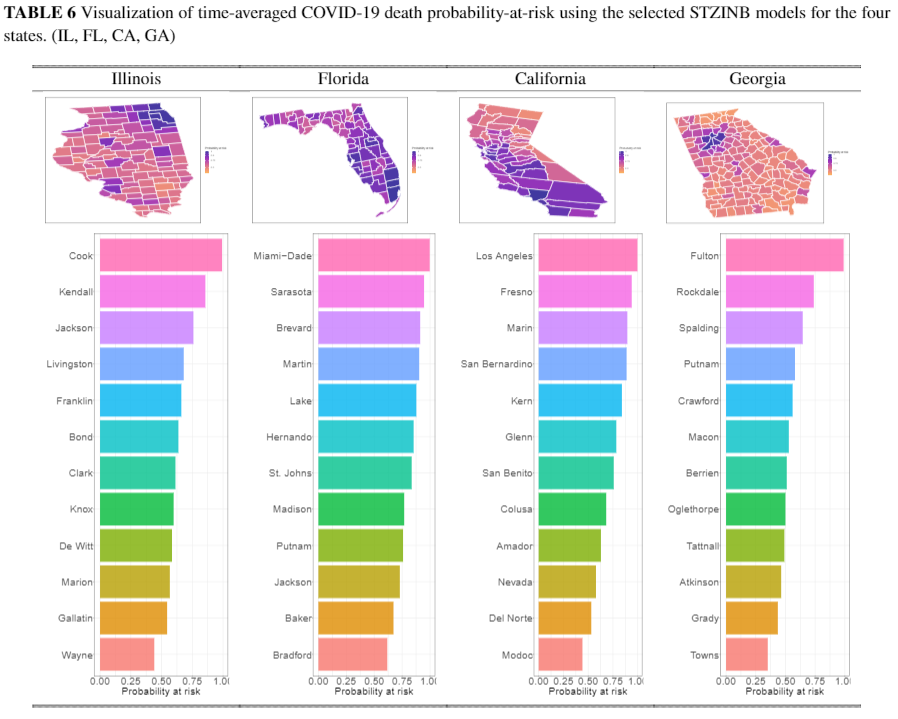 TABLE 6 Visualization of time-averaged COVID-19 death probability-at-risk using the selected STZINB models for the four
states. (IL, FL, CA, GA)
Illinois Florida California Georgia
Cook
Kendall
Jackson
Livingston
Franklin
Bond
Clark
Knox
De Witt
Marion
Gallatin
Wayne
0.00 0.25 0.50 0.75 1.0
Probability at risk
Miami−Dade
Sarasota
Brevard
Martin
Lake
Hernando
St. Johns
Madison
Putnam
Jackson
Baker
Bradford
0.00 0.25 0.50 0.75 1.0
Probability at risk
Los Angeles
Fresno
Marin
San Bernardino
Kern
Glenn
San Benito
Colusa
Amador
Nevada
Del Norte
Modoc
0.00 0.25 0.50 0.75 1.0
Probability at risk
Fulton
Rockdale
Spalding
Putnam
Crawford
Macon
Berrien
Oglethorpe
Tattnall
Atkinson
Grady
Towns
0.00 0.25 0.50 0.75 1.0
Probability at risk